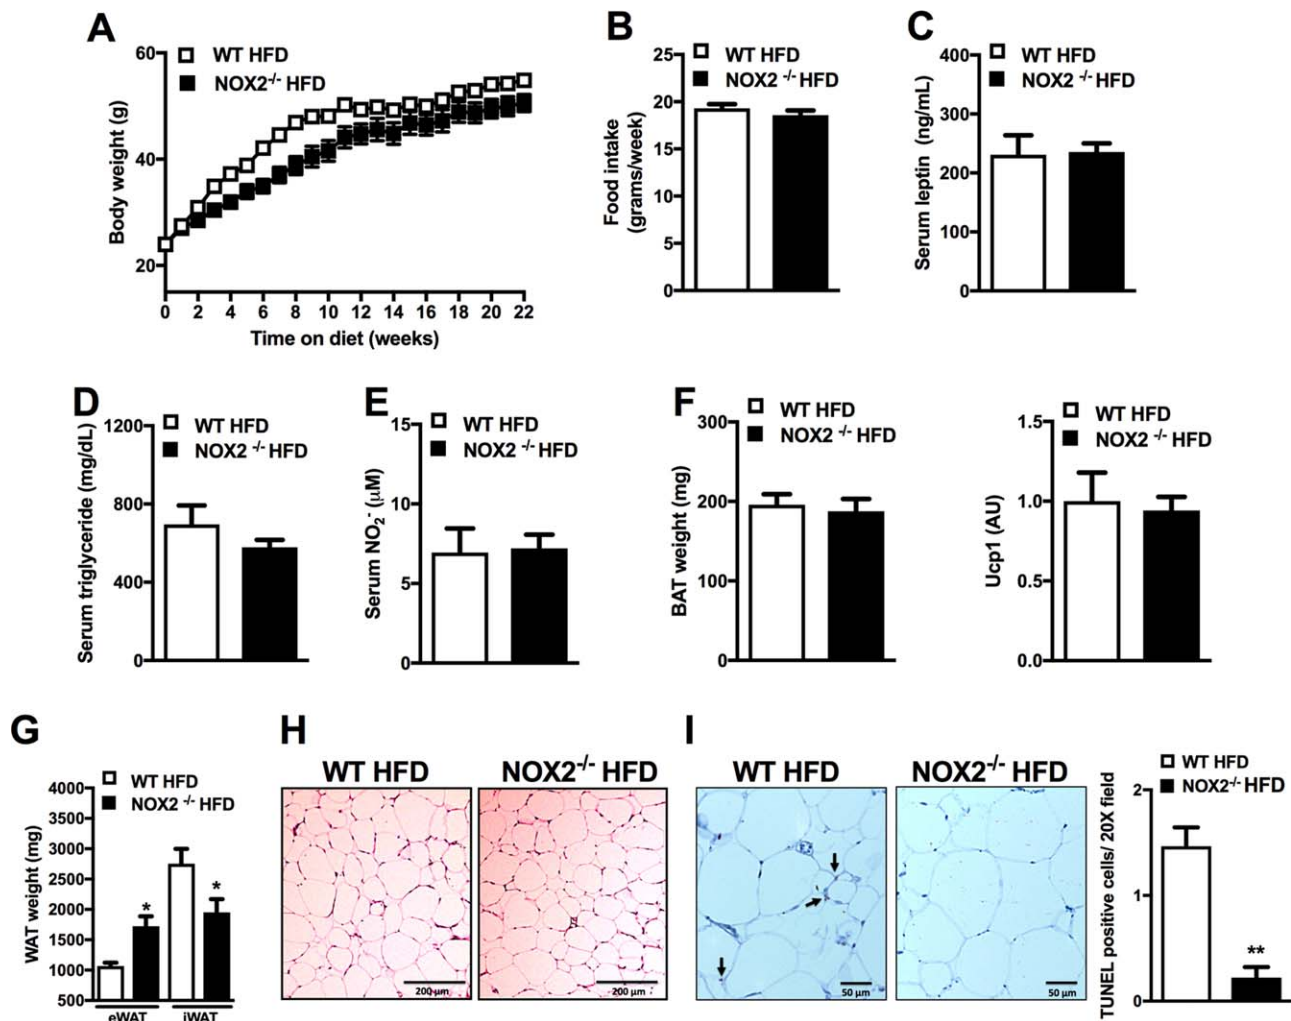 A
WT HFD
NOX2-/- HFD
Body weight (g)
60
40
20
0 2 4 6 8 10 12 14 16 18 20 22
Time on diet (weeks)
B
WT HFD
NOX2 -/- HFD
Food intake
(grams/week)
25
20
15
10
5
0
C
WT HFD
NOX2 -/- HFD
Serum leptin (ng/mL)
400
300
200
100
0
D
WT HFD
NOX2 -/- HFD
Serum triglyceride (mg/dL)
1200
800
400
0
E
WT HFD
NOX2 -/- HFD
Serum NO2- (μM)
15
10
5
0
F
WT HFD
NOX2 -/- HFD
BAT weight (mg)
300
200
100
0
WT HFD
NOX2 -/- HFD
Ucp1 (AU)
1.5
1.0
0.5
0.0
G
WT HFD
NOX2 -/- HFD
WAT weight (mg)
4000
3500
3000
2500
2000
1500
1000
500
*
*
eWAT iWAT
H
WT HFD
NOX2-/- HFD
200 μm
200 μm
I
WT HFD
NOX2-/- HFD
50 μm
50 μm
WT HFD
NOX2-/- HFD
TUNEL positive cells/ 20X field
2
1
0
**